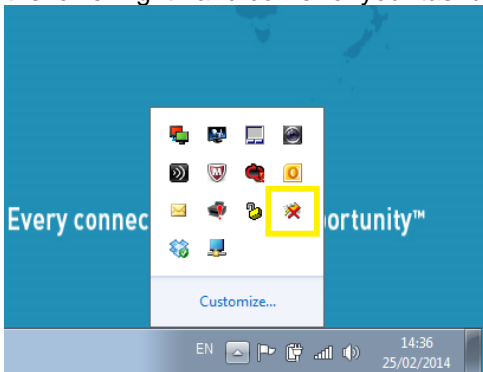 Every connec ortunity™
Customize...
EN
14:36
25/02/2014